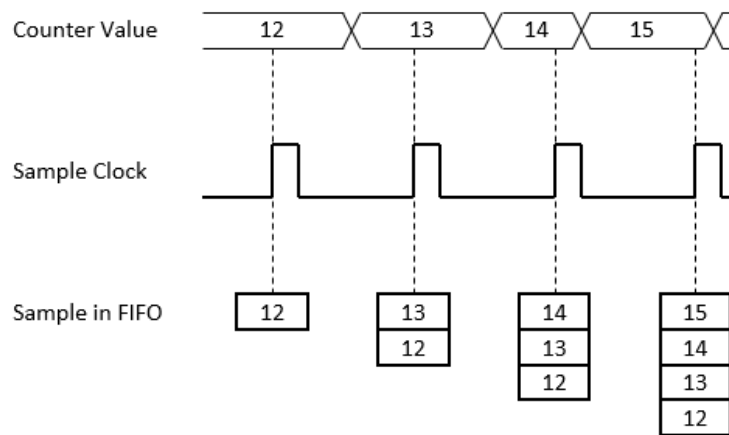 Counter Value 12 13 14 15
Sample Clock
Sample in FIFO 12 13 14 15
12 13 14
12 13
12